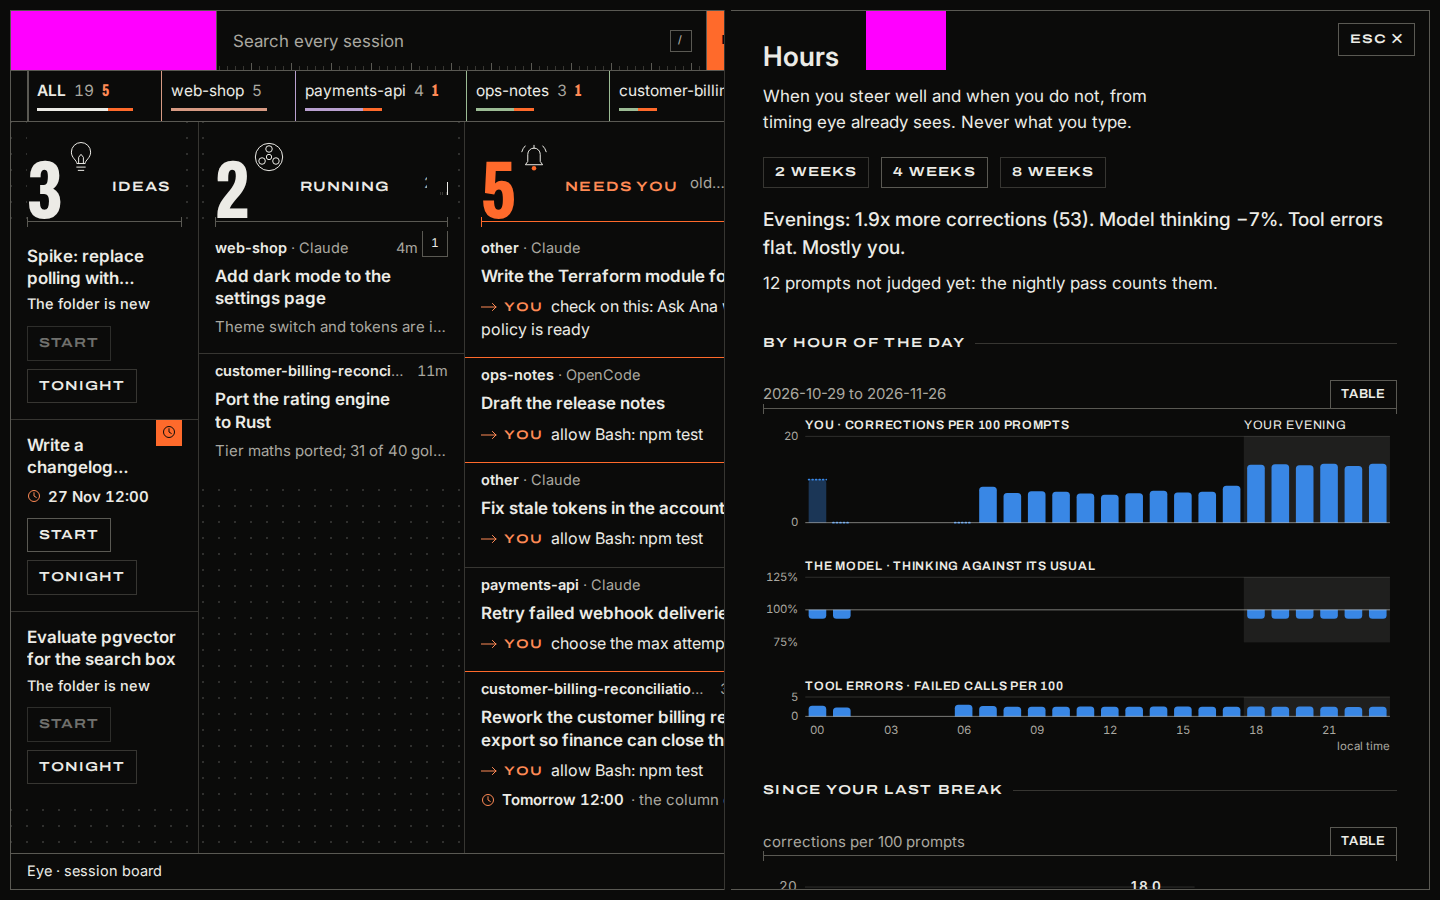 Search every session
/
ALL 19 5
web-shop 5
payments-api 4 1
ops-notes 3 1
customer-billin
3 IDEAS
Spike: replace
polling with...
The folder is new
START
TONIGHT
Write a
changelog...
27 Nov 12:00
START
TONIGHT
Evaluate pgvector
for the search box
The folder is new
START
TONIGHT
2 RUNNING
web-shop · Claude 4m 1
Add dark mode to the
settings page
Theme switch and tokens are i...
customer-billing-reconci... 11m
Port the rating engine
to Rust
Tier maths ported; 31 of 40 gol...
5 NEEDS YOU old...
other · Claude
Write the Terraform module fo
→ YOU check on this: Ask Ana
policy is ready
ops-notes · OpenCode
Draft the release notes
→ YOU allow Bash: npm test
other · Claude
Fix stale tokens in the account
→ YOU allow Bash: npm test
payments-api · Claude
Retry failed webhook deliverie
→ YOU choose the max attemp
customer-billing-reconciliatio...
Rework the customer billing re
export so finance can close th
→ YOU allow Bash: npm test
Tomorrow 12:00 · the column
Eye · session board
Hours
ESC ✕
When you steer well and when you do not, from
timing eye already sees. Never what you type.
2 WEEKS
4 WEEKS
8 WEEKS
Evenings: 1.9x more corrections (53). Model thinking −7%. Tool errors
flat. Mostly you.
12 prompts not judged yet: the nightly pass counts them.
BY HOUR OF THE DAY
2026-10-29 to 2026-11-26
TABLE
YOU · CORRECTIONS PER 100 PROMPTS
YOUR EVENING
20
0
THE MODEL · THINKING AGAINST ITS USUAL
125%
100%
75%
TOOL ERRORS · FAILED CALLS PER 100
5
0
00 03 06 09 12 15 18 21
local time
SINCE YOUR LAST BREAK
corrections per 100 prompts
TABLE
20
18.0